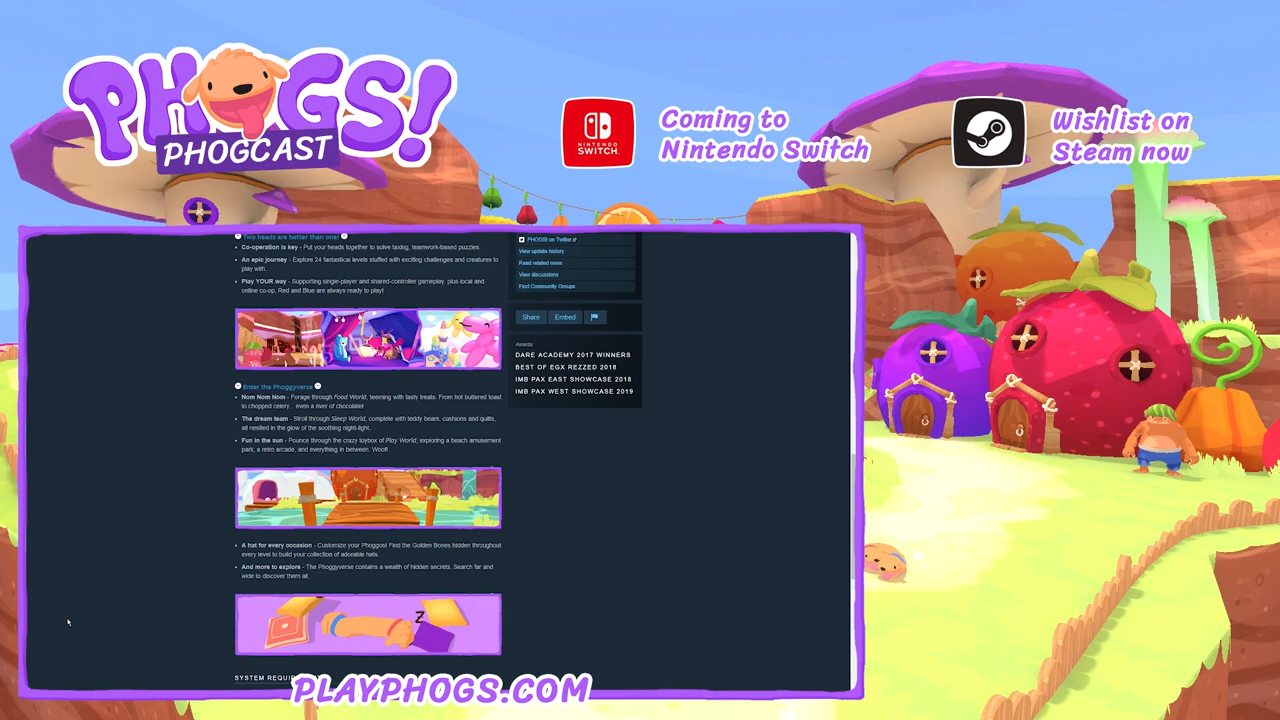 PHOGS!
PHOGCAST
NINTENDO
SWITCH.
Coming to
Nintendo Switch
Wishlist on
Steam now
Two heads are better than one!
Co-operation is key - Put your heads together to solve taxing, teamwork-based puzzles.
An epic journey - Explore 24 fantastical levels stuffed with exciting challenges and creatures to
play with.
Play YOUR way - Supporting single-player and shared-controller gameplay, plus local and
online co-op, Red and Blue are always ready to play!
Enter the Phoggyverse
Nom Nom Nom - Forage through Food World, teeming with tasty treats. From hot buttered toast
to chopped celery... even a river of chocolate!
The dream team - Stroll through Sleep World, complete with teddy bears, cushions and quilts,
all nestled in the glow of the soothing night-light.
Fun in the sun - Pounce through the crazy toybox of Play World, exploring a beach amusement
park, a retro arcade, and everything in between. Woof!
A hat for every occasion - Customize your Phoggos! Find the Golden Bones hidden throughout
every level to build your collection of adorable hats.
And more to explore - The Phoggyverse contains a wealth of hidden secrets. Search far and
wide to discover them all.
Z
PHOGS! on Twitter
View update history
Read related news
View discussions
Find Community Groups
Share
Embed
Awards
DARE ACADEMY 2017 WINNERS
BEST OF EGX REZZED 2018
IMB PAX EAST SHOWCASE 2018
IMB PAX WEST SHOWCASE 2019
PLAYPHOGS.COM